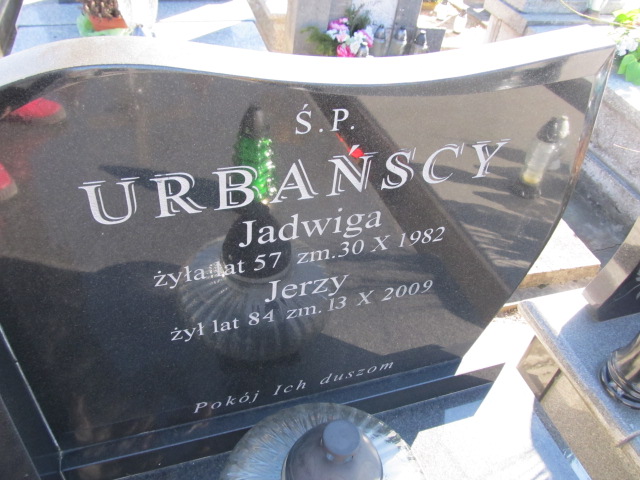 Ś.P.
URBAŃSCY
Jadwiga
żyła lat 57 zm.30 X 1982
Jerzy
żył lat 84 zm.13 X 2009
Pokój Ich duszom